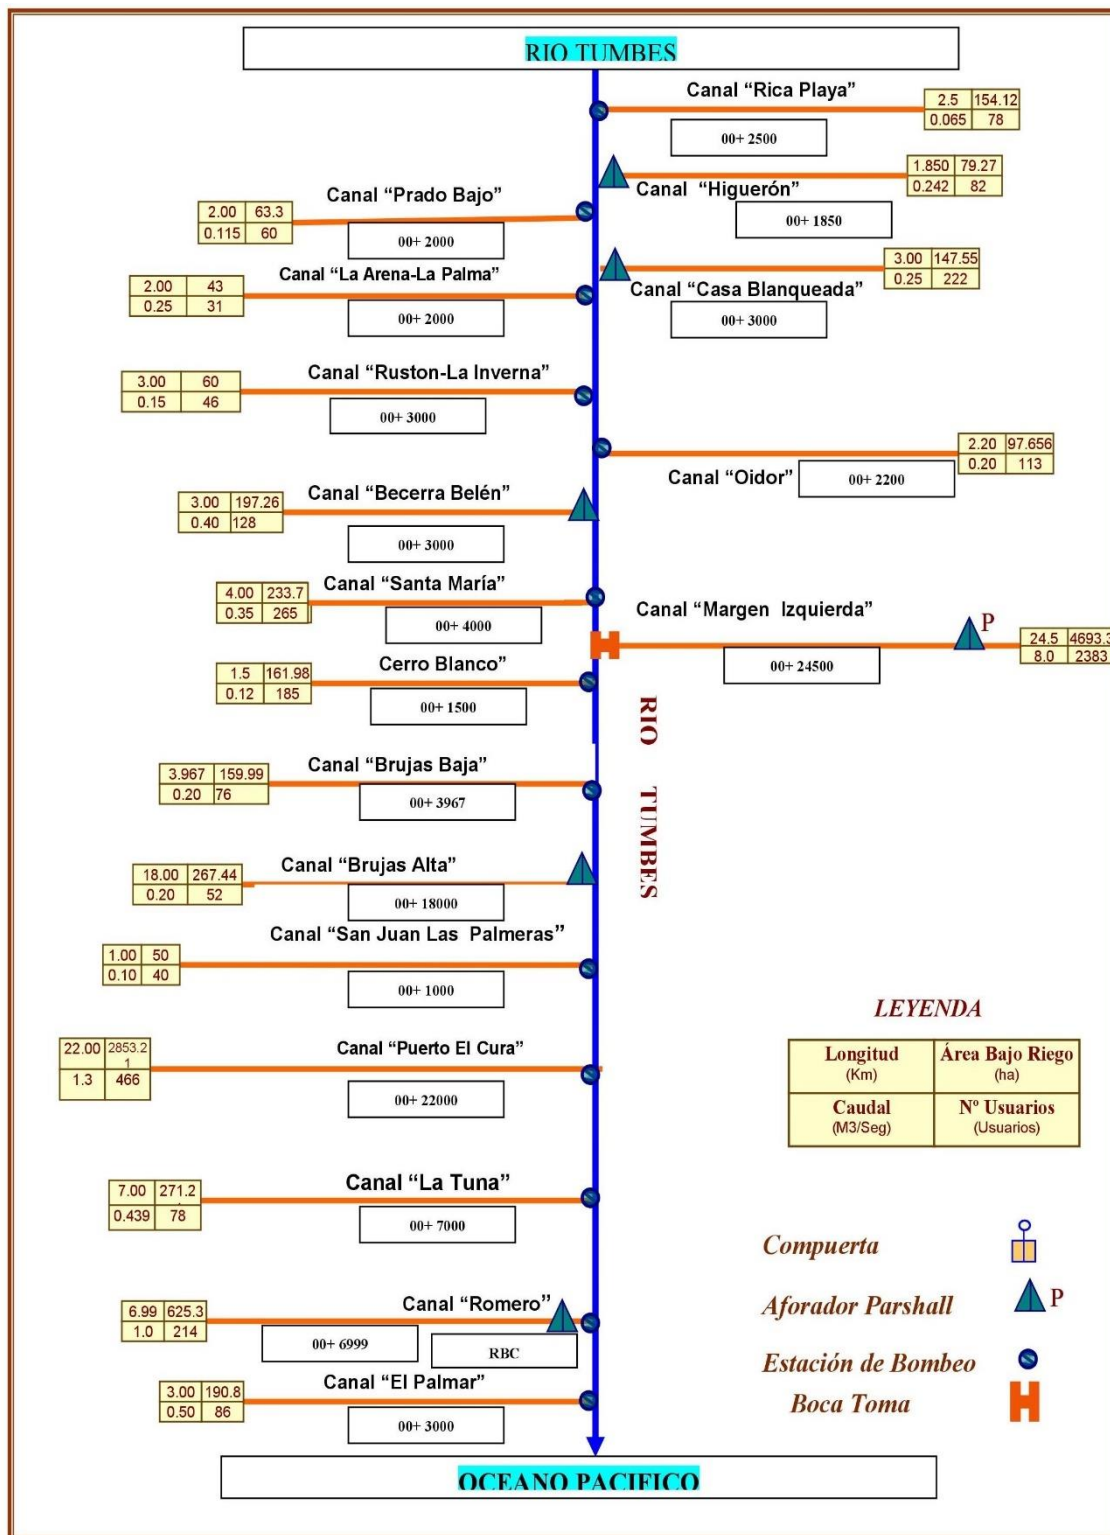 RIO TUMBES
Canal “Rica Playa”
2.5 154.12
0.065 78
00+ 2500
1.850 79.27
0.242 82
Canal “Higuerón”
00+ 1850
Canal “Prado Bajo”
2.00 63.3
0.115 60
00+ 2000
3.00 147.55
0.25 222
Canal “Casa Blanqueada”
00+ 3000
Canal “La Arena-La Palma”
2.00 43
0.25 31
00+ 2000
Canal “Ruston-La Inverna”
3.00 60
0.15 46
00+ 3000
2.20 97.656
0.20 113
Canal “Oidor”
00+ 2200
Canal “Becerra Belén”
3.00 197.26
0.40 128
00+ 3000
Canal “Santa María”
4.00 233.7
0.35 265
00+ 4000
Canal “Margen Izquierda”
P
24.5 4693.3
8.0 2383
00+ 24500
Cerro Blanco”
1.5 161.98
0.12 185
00+ 1500
RIO TUMBES
Canal “Brujas Baja”
3.967 159.99
0.20 76
00+ 3967
Canal “Brujas Alta”
18.00 267.44
0.20 52
00+ 18000
Canal “San Juan Las Palmeras”
1.00 50
0.10 40
00+ 1000
Canal “Puerto El Cura”
22.00 2853.2
1
1.3 466
00+ 22000
Canal “La Tuna”
7.00 271.2
0.439 78
00+ 7000
Canal “Romero”
6.99 625.3
1.0 214
00+ 6999
RBC
Canal “El Palmar”
3.00 190.8
0.50 86
00+ 3000
LEYENDA
Longitud Área Bajo Riego
(Km) (ha)
Caudal Nº Usuarios
(M3/Seg) (Usuarios)
Compuerta
Aforador Parshall P
Estación de Bombeo
Boca Toma
OCEANO PACIFICO